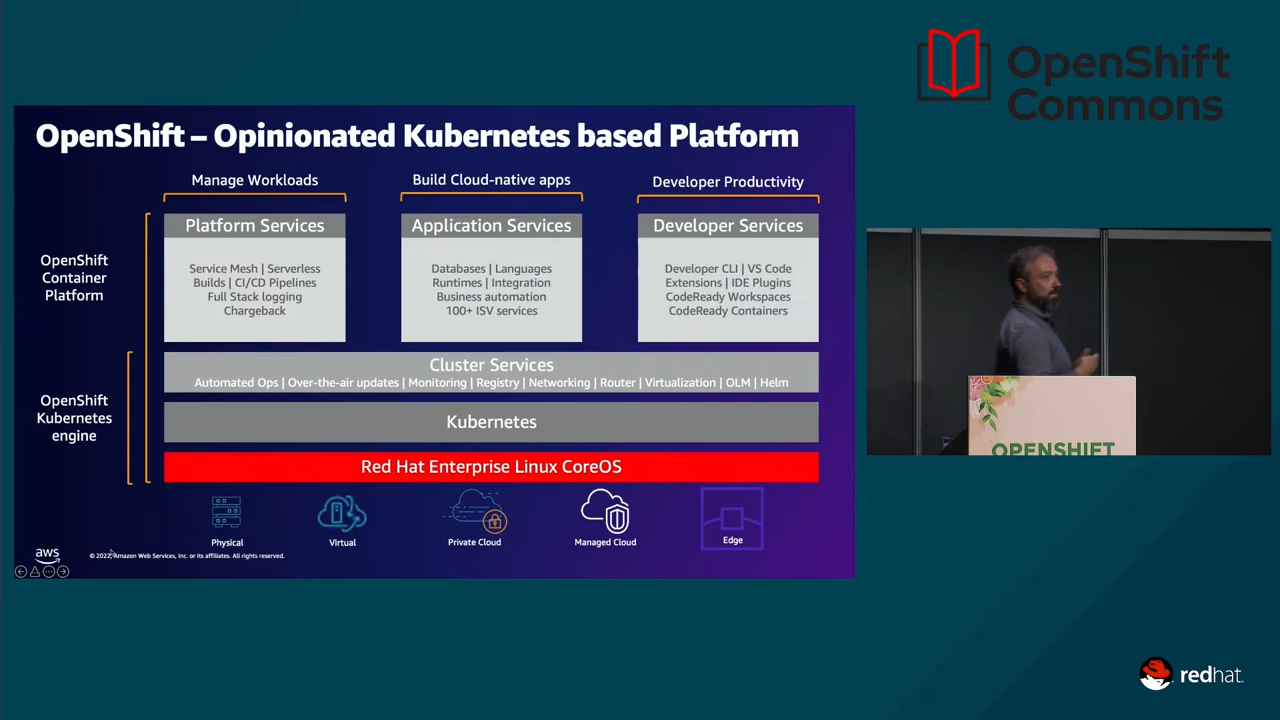 OpenShift
Commons
OpenShift – Opinionated Kubernetes based Platform
Manage Workloads
Build Cloud-native apps
Developer Productivity
OpenShift
Container
Platform
Platform Services
Service Mesh | Serverless
Builds | CI/CD Pipelines
Full Stack logging
Chargeback
Application Services
Databases | Languages
Runtimes | Integration
Business automation
100+ ISV services
Developer Services
Developer CLI | VS Code
Extensions | IDE Plugins
CodeReady Workspaces
CodeReady Containers
OpenShift
Kubernetes
engine
Cluster Services
Automated Ops | Over-the-air updates | Monitoring | Registry | Networking | Router | Virtualization | OLM | Helm
Kubernetes
Red Hat Enterprise Linux CoreOS
Physical
Virtual
Private Cloud
Managed Cloud
Edge
aws
© 2022, Amazon Web Services, Inc. or its affiliates. All rights reserved.
OPENSHIFT
redhat.